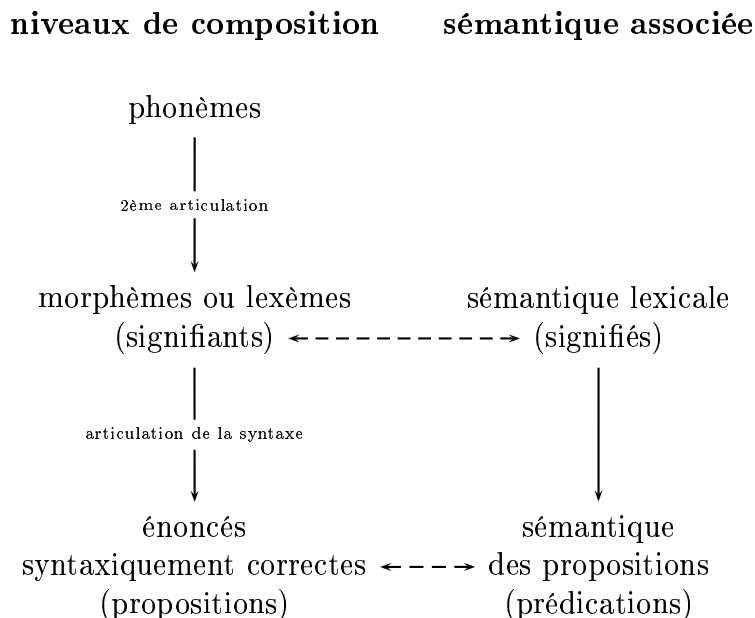 niveaux de composition sémantique associée
phonèmes
2ème articulation
morphèmes ou lexèmes sémantique lexicale
(signifiants) (signifiés)
articulation de la syntaxe
énoncés sémantique
syntaxiquement correctes des propositions
(propositions) (prédications)